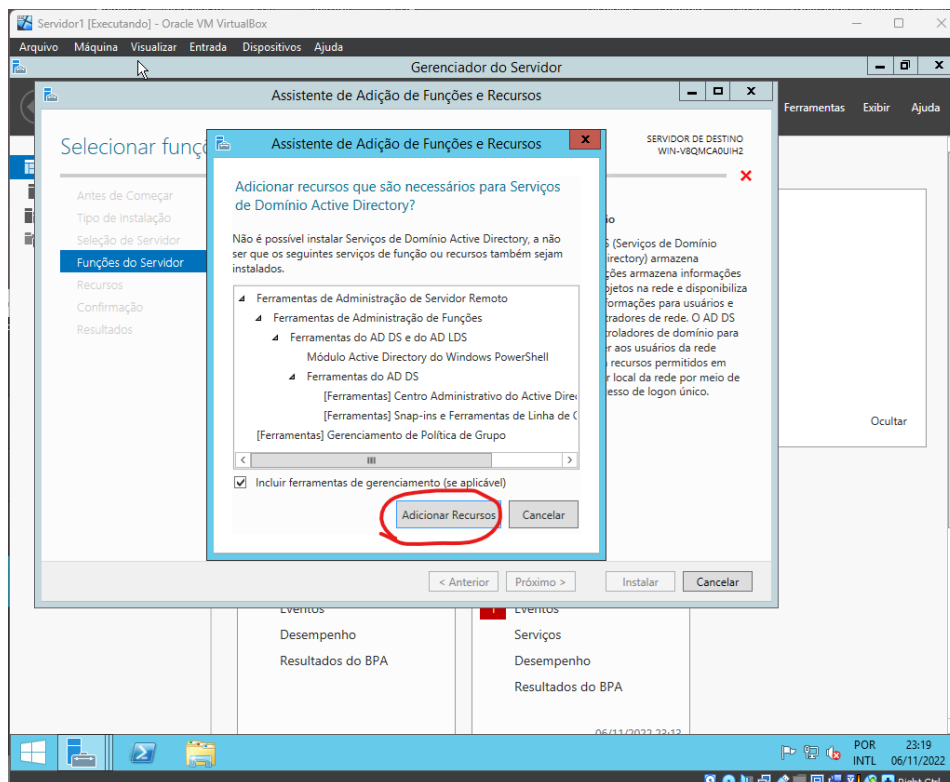 Servidor1 [Executando] - Oracle VM VirtualBox
Arquivo Máquina Visualizar Entrada Dispositivos Ajuda
Gerenciador do Servidor
Assistente de Adição de Funções e Recursos
Ferramentas Exibir Ajuda
Selecionar funç
Assistente de Adição de Funções e Recursos
SERVIDOR DE DESTINO
WIN-V8QMCA0UIH2
Antes de Começar
Tipo de Instalação
Seleção de Servidor
Funções do Servidor
Recursos
Confirmação
Resultados
Adicionar recursos que são necessários para Serviços
de Domínio Active Directory?
Não é possível instalar Serviços de Domínio Active Directory, a não
ser que os seguintes serviços de função ou recursos também sejam
instalados.
Ferramentas de Administração de Servidor Remoto
Ferramentas de Administração de Funções
Ferramentas do AD DS e do AD LDS
Módulo Active Directory do Windows PowerShell
Ferramentas do AD DS
[Ferramentas] Centro Administrativo do Active Dire
[Ferramentas] Snap-ins e Ferramentas de Linha de
[Ferramentas] Gerenciamento de Política de Grupo
Incluir ferramentas de gerenciamento (se aplicável)
Adicionar Recursos Cancelar
(Serviços de Domínio
irectory) armazena
ções armazena informações
bjetos na rede e disponibiliza
formações para usuários e
tradores de rede. O AD DS
troladores de domínio para
r aos usuários da rede
recursos permitidos em
r local da rede por meio de
esso de logon único.
Ocultar
< Anterior Próximo > Instalar Cancelar
Eventos
Desempenho
Resultados do BPA
1 Eventos
Serviços
Desempenho
Resultados do BPA
06/11/2022 23:13
POR 23:19
INTL 06/11/2022
Right Ctrl